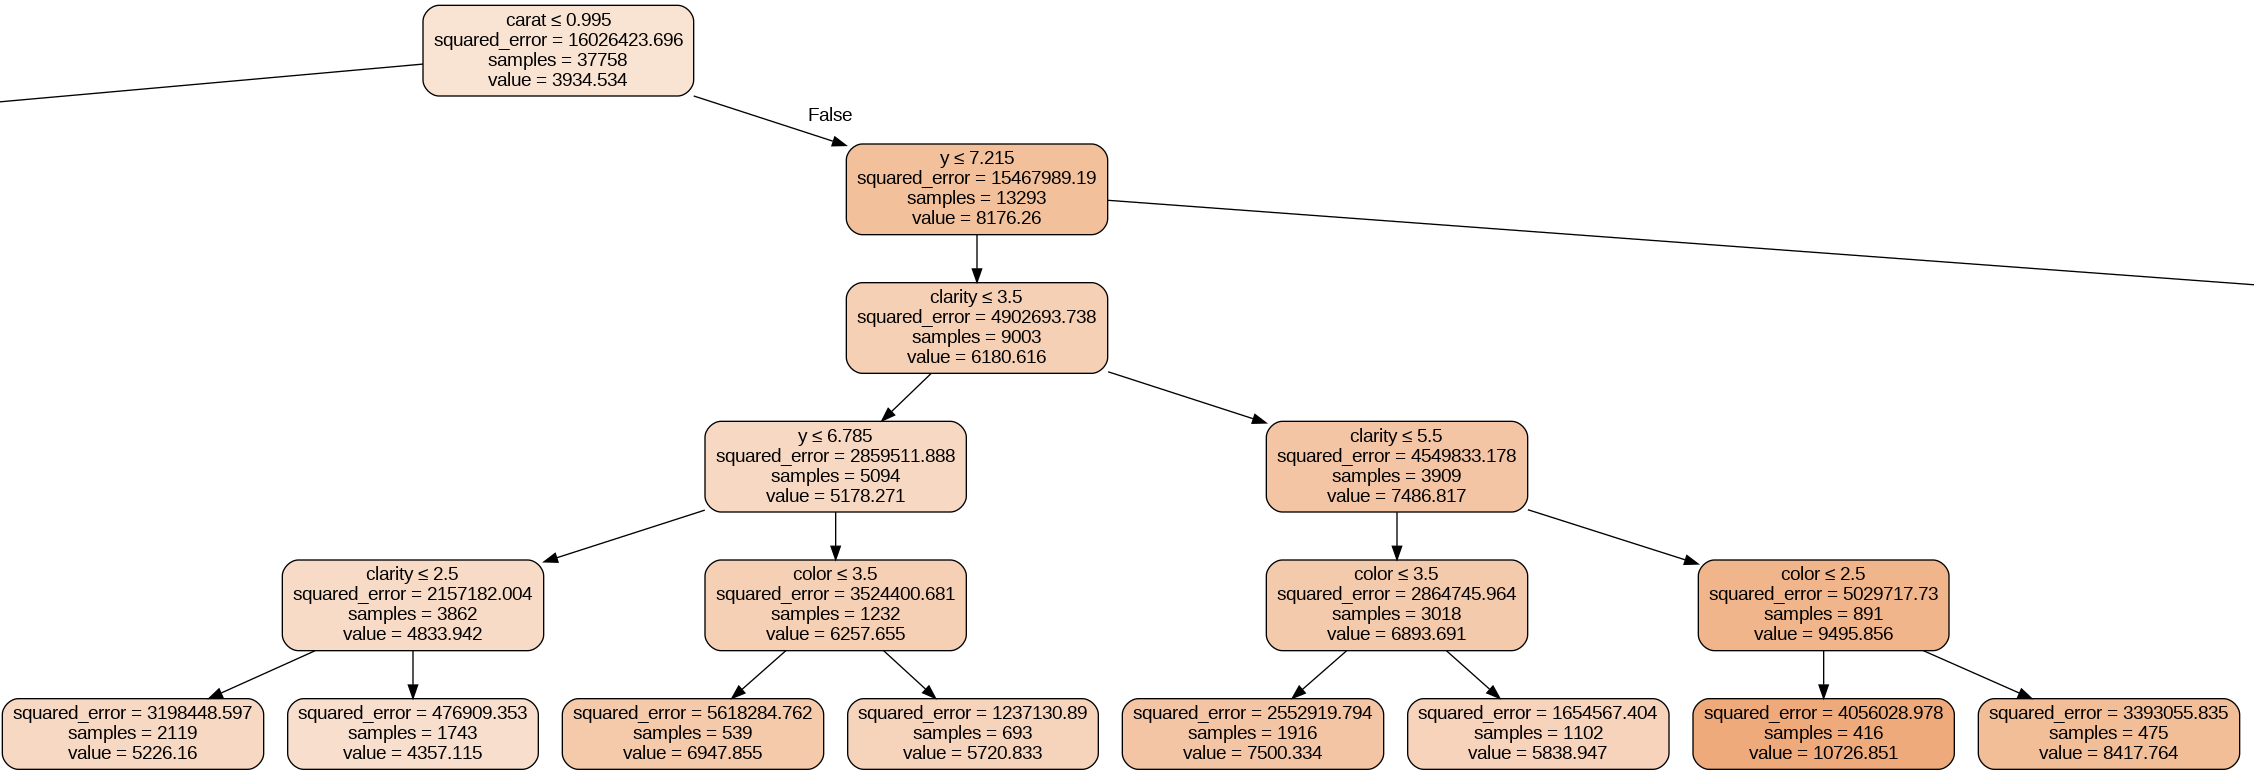 carat ≤ 0.995
squared_error = 16026423.696
samples = 37758
value = 3934.534
False
y ≤ 7.215
squared_error = 15467989.19
samples = 13293
value = 8176.26
clarity ≤ 3.5
squared_error = 4902693.738
samples = 9003
value = 6180.616
y ≤ 6.785
squared_error = 2859511.888
samples = 5094
value = 5178.271
clarity ≤ 5.5
squared_error = 4549833.178
samples = 3909
value = 7486.817
clarity ≤ 2.5
squared_error = 2157182.004
samples = 3862
value = 4833.942
color ≤ 3.5
squared_error = 3524400.681
samples = 1232
value = 6257.655
color ≤ 3.5
squared_error = 2864745.964
samples = 3018
value = 6893.691
color ≤ 2.5
squared_error = 5029717.73
samples = 891
value = 9495.856
squared_error = 3198448.597
samples = 2119
value = 5226.16
squared_error = 476909.353
samples = 1743
value = 4357.115
squared_error = 5618284.762
samples = 539
value = 6947.855
squared_error = 1237130.89
samples = 693
value = 5720.833
squared_error = 2552919.794
samples = 1916
value = 7500.334
squared_error = 1654567.404
samples = 1102
value = 5838.947
squared_error = 4056028.978
samples = 416
value = 10726.851
squared_error = 3393055.835
samples = 475
value = 8417.764